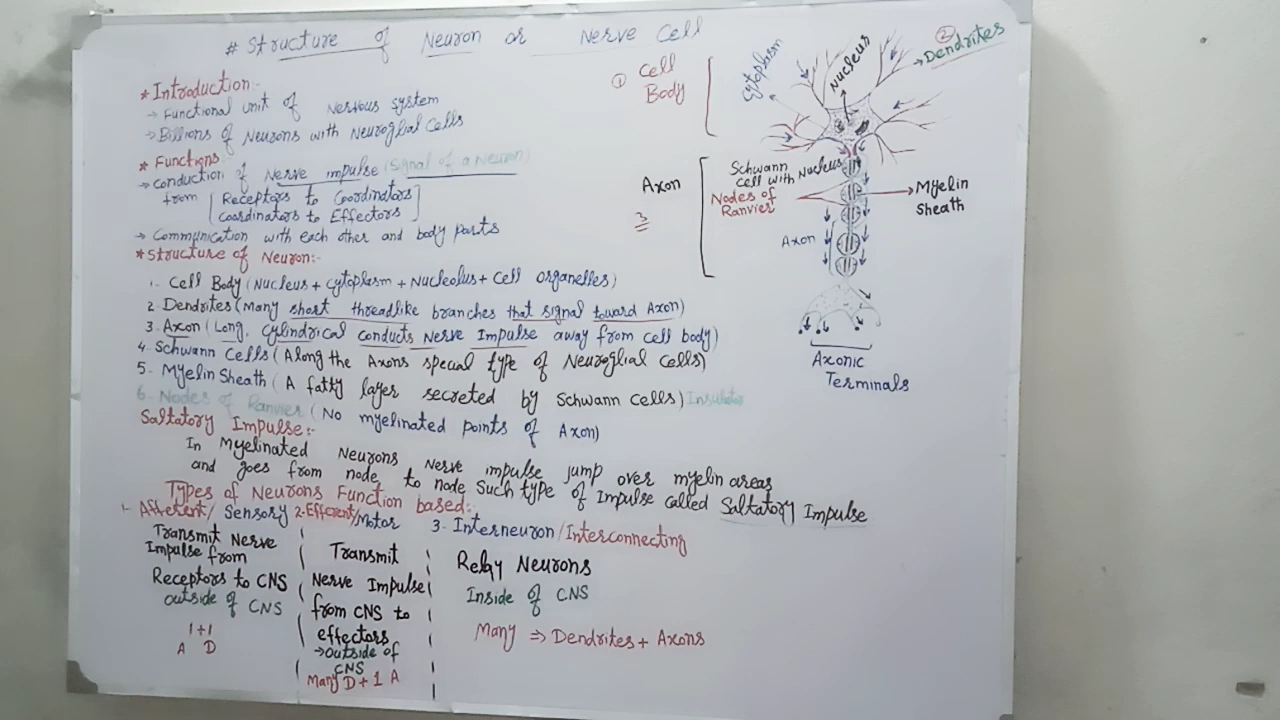 # Structure of Neuron or Nerve Cell
* Introduction:-
→ Functional unit of Nervous system
→ Billions of Neurons with Neuroglial Cells
* Functions
→ conduction of Nerve impulse (Signal of a Neuron)
from [Receptors to Coordinators
coordinators to Effectors]
→ Communication with each other and body parts
* Structure of Neuron:-
1. Cell Body (Nucleus + cytoplasm + Nucleolus + cell organelles)
2. Dendrites (Many short threadlike branches that signal toward Axon)
3. Axon (Long, cylindrical conducts Nerve Impulse away from cell body)
4. Schwann cells (Along the Axons special type of Neuroglial cells)
5. Myelin Sheath (A fatty layer secreted by Schwann cells) Insulator
6. Nodes of Ranvier (No myelinated points of Axon)
Saltatory Impulse:-
In Myelinated Neurons Nerve impulse jump over myelin areas
and goes from node to node Such type of Impulse called Saltatory Impulse
Types of Neurons Function based:
1. Afferent/ Sensory
Transmit Nerve
Impulse from
Receptors to CNS
outside of CNS
1+1
A D
2. Efferent/Motor
Transmit
Nerve Impulse
from CNS to
effectors
→ outside of
CNS
Many D + 1 A
3. Interneuron/Interconnecting
Relay Neurons
Inside of CNS
Many ⇒ Dendrites + Axons
① Cell
Body
Cytoplasm
Nucleus
②
→ Dendrites
Axon
3
Schwann
cell with Nucleus
Nodes of
Ranvier
Myelin
Sheath
Axon
Axonic
Terminals